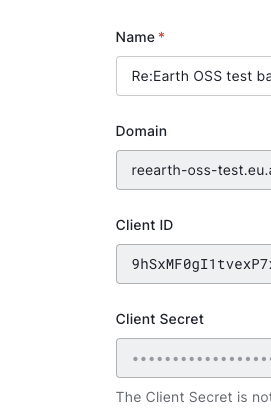 Name *
Re:Earth OSS test ba
Domain
reearth-oss-test.eu.a
Client ID
9hSxMF0gI1tvexP7
Client Secret
••••••••••••••••••
The Client Secret is not